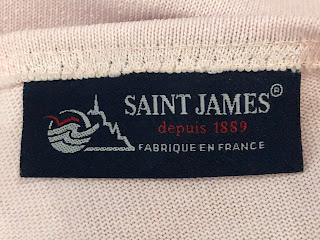 SAINT JAMES®
depuis 1889
FABRIQUE EN FRANCE